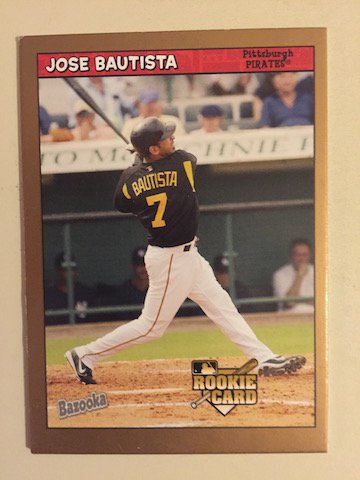 JOSE BAUTISTA
Pittsburgh
PIRATES
BAUTISTA
7
Bazooka
ROOKIE
CARD